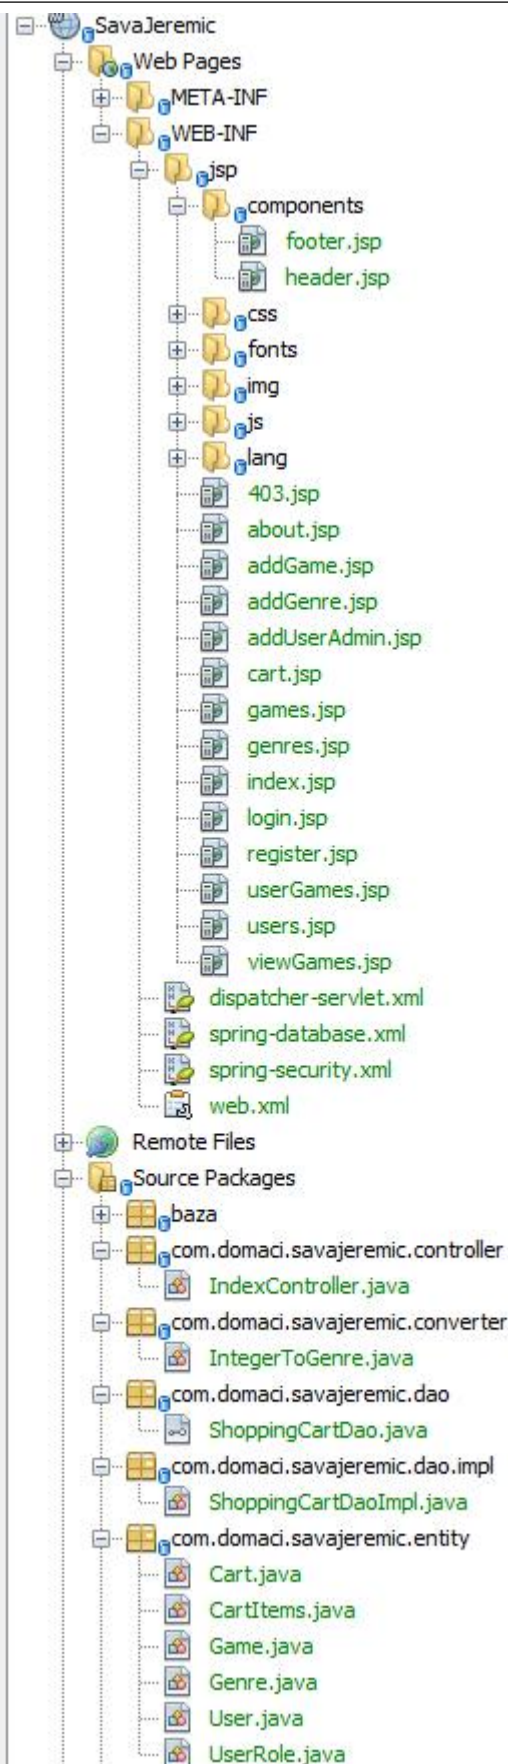 SavaJeremic
Web Pages
META-INF
WEB-INF
jsp
components
footer.jsp
header.jsp
css
fonts
img
js
lang
403.jsp
about.jsp
addGame.jsp
addGenre.jsp
addUserAdmin.jsp
cart.jsp
games.jsp
genres.jsp
index.jsp
login.jsp
register.jsp
userGames.jsp
users.jsp
viewGames.jsp
dispatcher-servlet.xml
spring-database.xml
spring-security.xml
web.xml
Remote Files
Source Packages
baza
com.domaci.savajeremic.controller
IndexController.java
com.domaci.savajeremic.converter
IntegerToGenre.java
com.domaci.savajeremic.dao
ShoppingCartDao.java
com.domaci.savajeremic.dao.impl
ShoppingCartDaoImpl.java
com.domaci.savajeremic.entity
Cart.java
CartItems.java
Game.java
Genre.java
User.java
UserRole.java